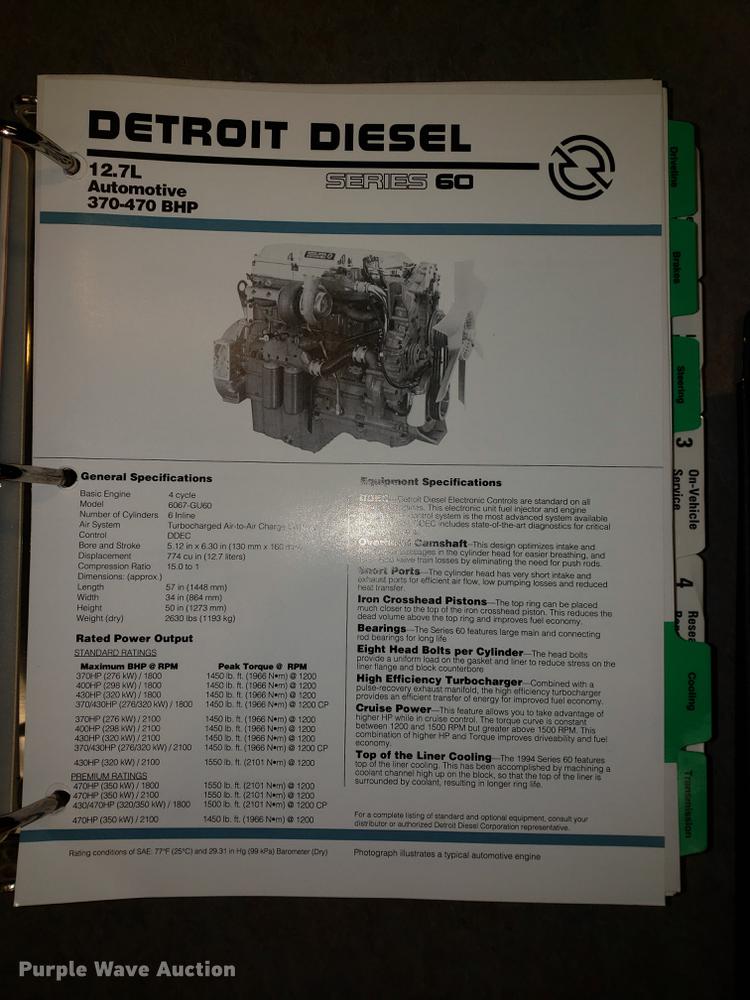 DETROIT DIESEL
SERIES 60
12.7L
Automotive
370-470 BHP
General Specifications
Basic Engine 4 cycle
Model 6067-GU60
Number of Cylinders 6 Inline
Air System Turbocharged Air-to-Air Charge
Control DDEC
Bore and Stroke 5.12 in x 6.30 in (130 mm x 160 mm)
Displacement 774 cu in (12.7 liters)
Compression Ratio 15.0 to 1
Dimensions: (approx.)
Length 57 in (1448 mm)
Width 34 in (864 mm)
Height 50 in (1273 mm)
Weight (dry) 2630 lbs (1193 kg)
Rated Power Output
STANDARD RATINGS
Maximum BHP @ RPM Peak Torque @ RPM
370HP (276 kW) / 1800 1450 lb. ft. (1966 N•m) @ 1200
400HP (298 kW) / 1800 1450 lb. ft. (1966 N•m) @ 1200
430HP (320 kW) / 1800 1450 lb. ft. (1966 N•m) @ 1200
370/430HP (276/320 kW) / 1800 1450 lb. ft. (1966 N•m) @ 1200 CP
370HP (276 kW) / 2100 1450 lb. ft. (1966 N•m) @ 1200
400HP (298 kW) / 2100 1450 lb. ft. (1966 N•m) @ 1200
430HP (320 kW) / 2100 1450 lb. ft. (1966 N•m) @ 1200
370/430HP (276/320 kW) / 2100 1450 lb. ft. (1966 N•m) @ 1200 CP
430HP (320 kW) / 2100 1550 lb. ft. (2101 N•m) @ 1200
PREMIUM RATINGS
470HP (350 kW) / 1800 1550 lb. ft. (2101 N•m) @ 1200
470HP (350 kW) / 2100 1550 lb. ft. (2101 N•m) @ 1200
430/470HP (320/350 kW) / 1800 1500 lb. ft. (2101 N•m) @ 1200 CP
470HP (350 kW) / 2100 1450 lb. ft. (1966 N•m) @ 1200
Rating conditions of SAE: 77°F (25°C) and 29.31 in Hg (99 kPa) Barometer (Dry)
Equipment Specifications
Detroit Diesel Electronic Controls are standard on all
This electronic unit fuel injector and engine
control system is the most advanced system available
DDEC includes state-of-the-art diagnostics for critical
Camshaft—This design optimizes intake and
passages in the cylinder head for easier breathing, and
train losses by eliminating the need for push rods.
Short Ports—The cylinder head has very short intake and
exhaust ports for efficient air flow, low pumping losses and reduced
heat transfer.
Iron Crosshead Pistons—The top ring can be placed
much closer to the top of the iron crosshead piston. This reduces the
dead volume above the top ring and improves fuel economy.
Bearings—The Series 60 features large main and connecting
rod bearings for long life
Eight Head Bolts per Cylinder—The head bolts
provide a uniform load on the gasket and liner to reduce stress on the
liner flange and block counterbore
High Efficiency Turbocharger—Combined with a
pulse-recovery exhaust manifold, the high efficiency turbocharger
provides an efficient transfer of energy for improved fuel economy.
Cruise Power—This feature allows you to take advantage of
higher HP while in cruise control. The torque curve is constant
between 1200 and 1500 RPM but greater above 1500 RPM. This
combination of higher HP and Torque improves driveability and fuel
economy.
Top of the Liner Cooling—The 1994 Series 60 features
top of the liner cooling. This has been accomplished by machining a
coolant channel high up on the block, so that the top of the liner is
surrounded by coolant, resulting in longer ring life.
For a complete listing of standard and optional equipment, consult your
distributor or authorized Detroit Diesel Corporation representative.
Photograph illustrates a typical automotive engine
Driveline
Brakes
Steering
3 On-Vehicle
Service
4
Cooling
Transmission
Purple Wave Auction